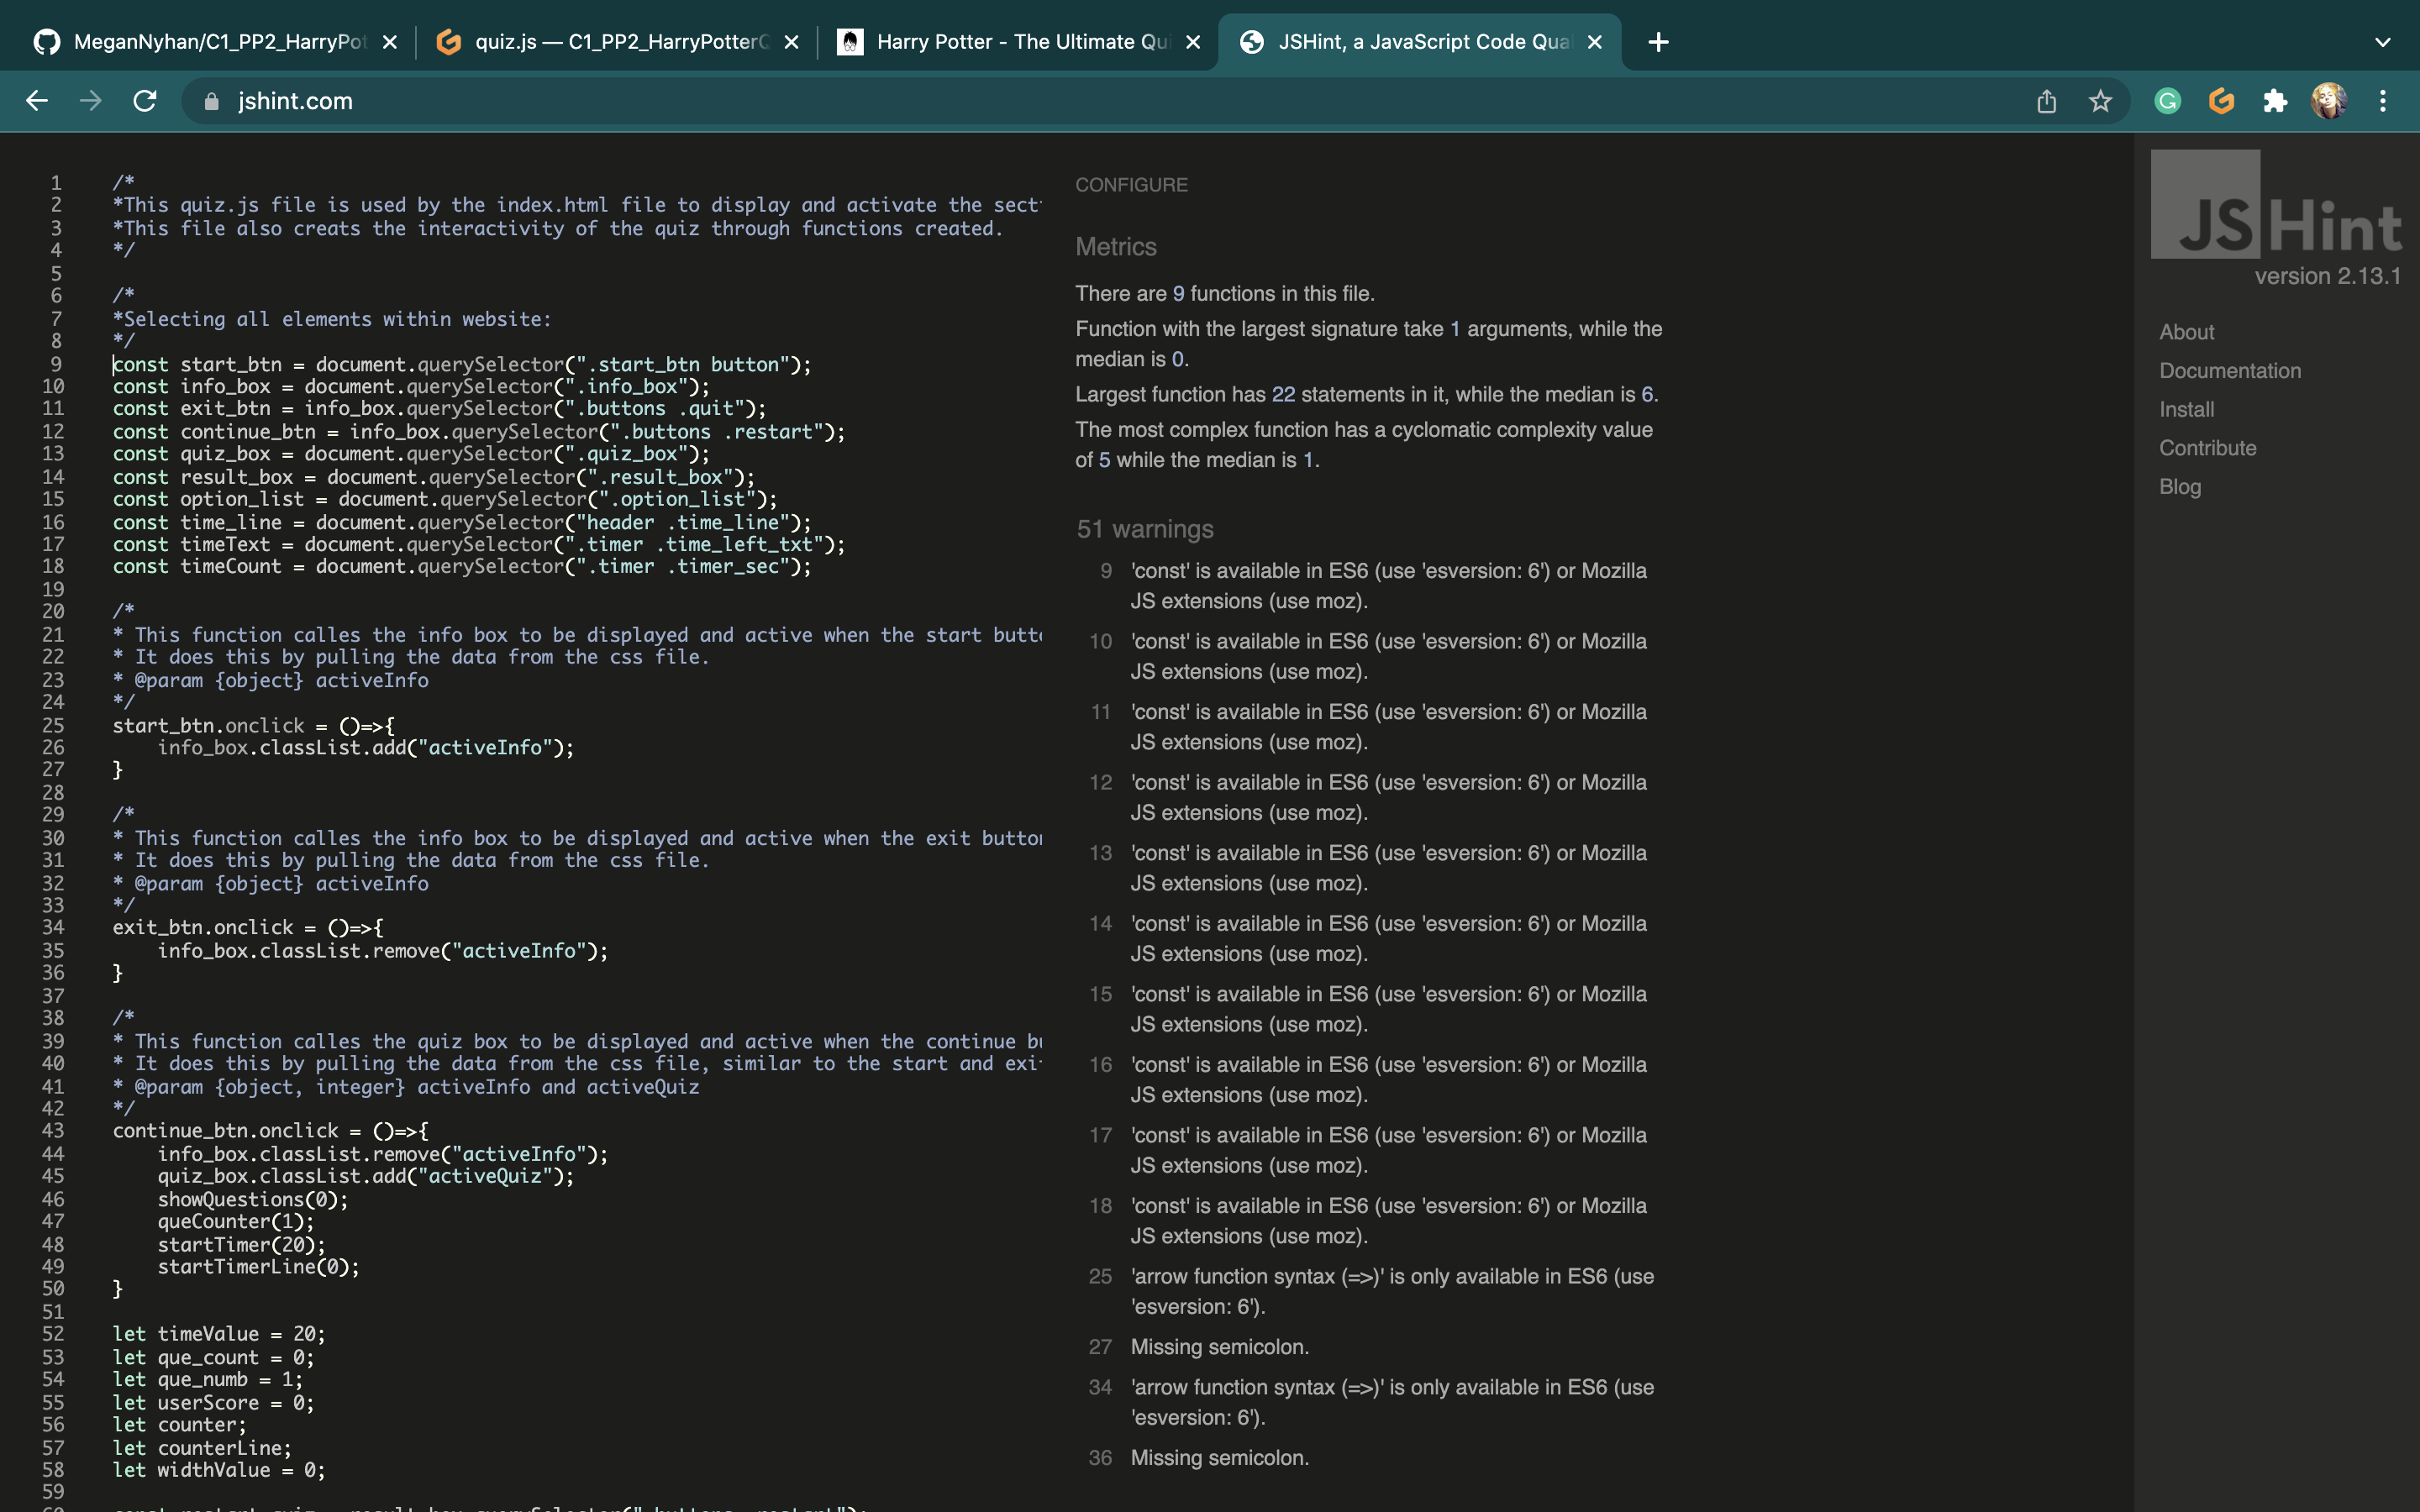 MeganNyhan/C1_PP2_HarryPot
quiz.js — C1_PP2_HarryPotterQ
Harry Potter - The Ultimate Qui
JSHint, a JavaScript Code Qua
jshint.com
1 /*
2 *This quiz.js file is used by the index.html file to display and activate the sect
3 *This file also creats the interactivity of the quiz through functions created.
4 */
5
6 /*
7 *Selecting all elements within website:
8 */
9 const start_btn = document.querySelector(".start_btn button");
10 const info_box = document.querySelector(".info_box");
11 const exit_btn = info_box.querySelector(".buttons .quit");
12 const continue_btn = info_box.querySelector(".buttons .restart");
13 const quiz_box = document.querySelector(".quiz_box");
14 const result_box = document.querySelector(".result_box");
15 const option_list = document.querySelector(".option_list");
16 const time_line = document.querySelector("header .time_line");
17 const timeText = document.querySelector(".timer .time_left_txt");
18 const timeCount = document.querySelector(".timer .timer_sec");
19
20 /*
21 * This function calles the info box to be displayed and active when the start butt
22 * It does this by pulling the data from the css file.
23 * @param {object} activeInfo
24 */
25 start_btn.onclick = ()=>{
26 info_box.classList.add("activeInfo");
27 }
28
29 /*
30 * This function calles the info box to be displayed and active when the exit button
31 * It does this by pulling the data from the css file.
32 * @param {object} activeInfo
33 */
34 exit_btn.onclick = ()=>{
35 info_box.classList.remove("activeInfo");
36 }
37
38 /*
39 * This function calles the quiz box to be displayed and active when the continue bu
40 * It does this by pulling the data from the css file, similar to the start and exi
41 * @param {object, integer} activeInfo and activeQuiz
42 */
43 continue_btn.onclick = ()=>{
44 info_box.classList.remove("activeInfo");
45 quiz_box.classList.add("activeQuiz");
46 showQuestions(0);
47 queCounter(1);
48 startTimer(20);
49 startTimerLine(0);
50 }
51
52 let timeValue = 20;
53 let que_count = 0;
54 let que_numb = 1;
55 let userScore = 0;
56 let counter;
57 let counterLine;
58 let widthValue = 0;
59
CONFIGURE
Metrics
There are 9 functions in this file.
Function with the largest signature take 1 arguments, while the
median is 0.
Largest function has 22 statements in it, while the median is 6.
The most complex function has a cyclomatic complexity value
of 5 while the median is 1.
51 warnings
9 'const' is available in ES6 (use 'esversion: 6') or Mozilla
JS extensions (use moz).
10 'const' is available in ES6 (use 'esversion: 6') or Mozilla
JS extensions (use moz).
11 'const' is available in ES6 (use 'esversion: 6') or Mozilla
JS extensions (use moz).
12 'const' is available in ES6 (use 'esversion: 6') or Mozilla
JS extensions (use moz).
13 'const' is available in ES6 (use 'esversion: 6') or Mozilla
JS extensions (use moz).
14 'const' is available in ES6 (use 'esversion: 6') or Mozilla
JS extensions (use moz).
15 'const' is available in ES6 (use 'esversion: 6') or Mozilla
JS extensions (use moz).
16 'const' is available in ES6 (use 'esversion: 6') or Mozilla
JS extensions (use moz).
17 'const' is available in ES6 (use 'esversion: 6') or Mozilla
JS extensions (use moz).
18 'const' is available in ES6 (use 'esversion: 6') or Mozilla
JS extensions (use moz).
25 'arrow function syntax (=>)' is only available in ES6 (use
'esversion: 6').
27 Missing semicolon.
34 'arrow function syntax (=>)' is only available in ES6 (use
'esversion: 6').
36 Missing semicolon.
JSHint
version 2.13.1
About
Documentation
Install
Contribute
Blog